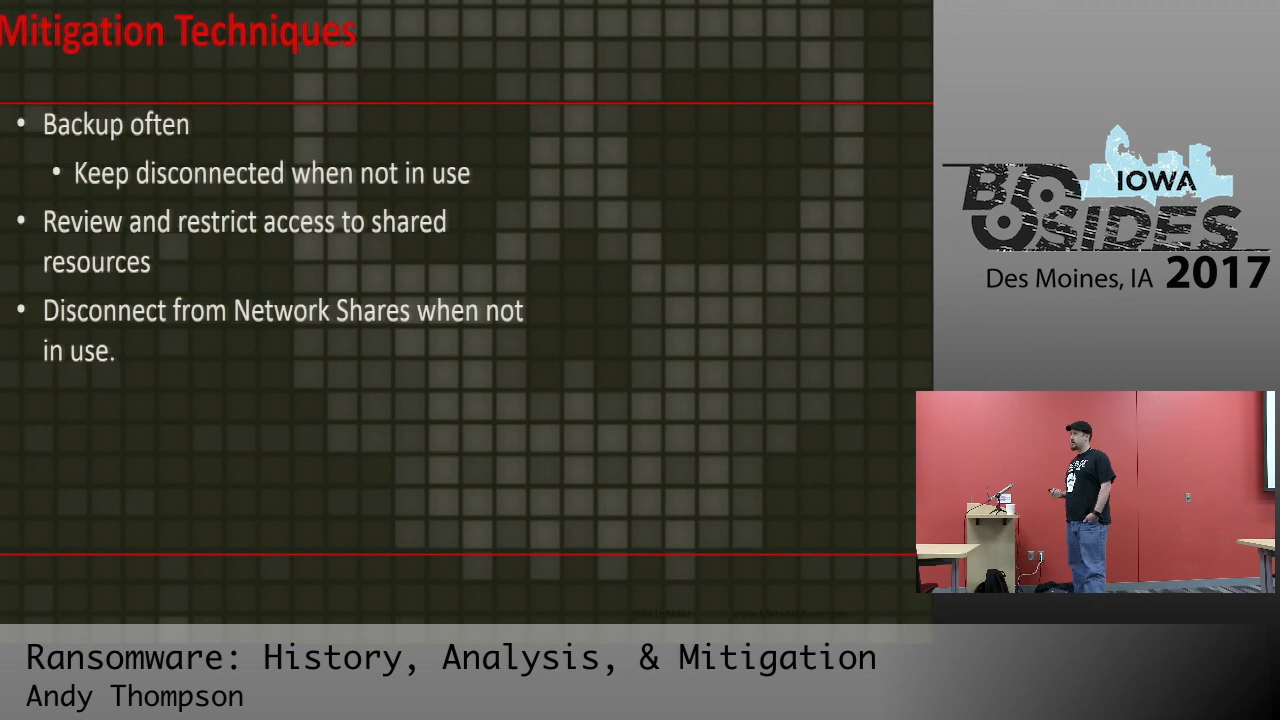 Mitigation Techniques
• Backup often
• Keep disconnected when not in use
• Review and restrict access to shared
resources
• Disconnect from Network Shares when not
in use.
IOWA
BSIDES
Des Moines, IA 2017
Ransomware: History, Analysis, & Mitigation
Andy Thompson